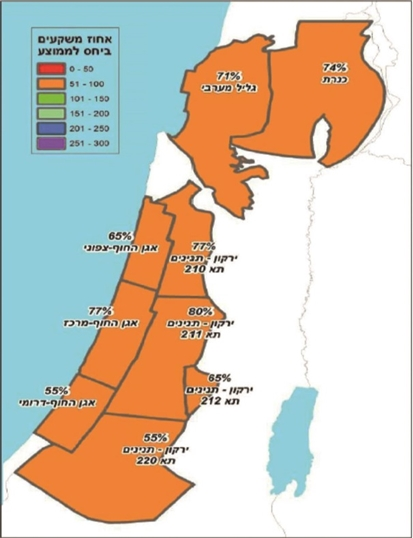 אחוז משקעים
ביחס לממוצע
0 - 50
51 - 100
101 - 150
151 - 200
201 - 250
251 - 300
71%
גליל מערבי
74%
כנרת
65%
אגן החוף-צפוני
77%
ירקון - תנינים
תא 210
77%
אגן החוף-מרכז
80%
ירקון - תנינים
תא 211
65%
ירקון - תנינים
תא 212
55%
אגן החוף-דרומי
55%
ירקון - תנינים
תא 220